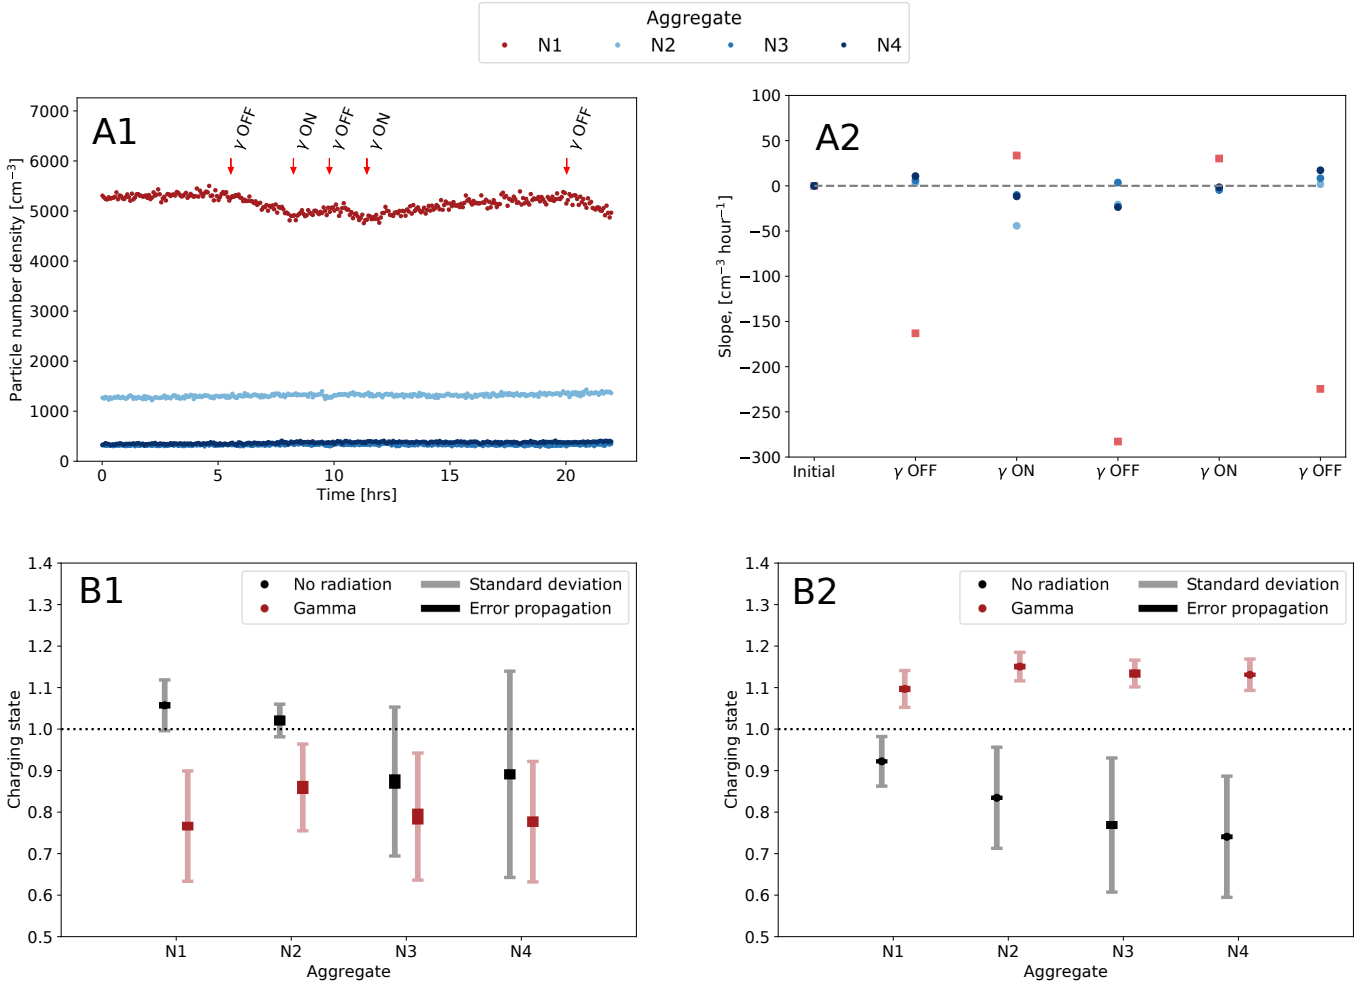 Aggregate
N1 N2 N3 N4
A1
γ OFF γ ON γ OFF γ ON γ OFF
Particle number density [cm⁻³]
7000
6000
5000
4000
3000
2000
1000
0
0 5 10 15 20
Time [hrs]
A2
Slope, [cm⁻³ hour⁻¹]
100
50
0
−50
−100
−150
−200
−250
−300
Initial γ OFF γ ON γ OFF γ ON γ OFF
B1
No radiation Standard deviation
Gamma Error propagation
Charging state
1.4
1.3
1.2
1.1
1.0
0.9
0.8
0.7
0.6
0.5
N1 N2 N3 N4
Aggregate
B2
No radiation Standard deviation
Gamma Error propagation
Charging state
1.4
1.3
1.2
1.1
1.0
0.9
0.8
0.7
0.6
0.5
N1 N2 N3 N4
Aggregate